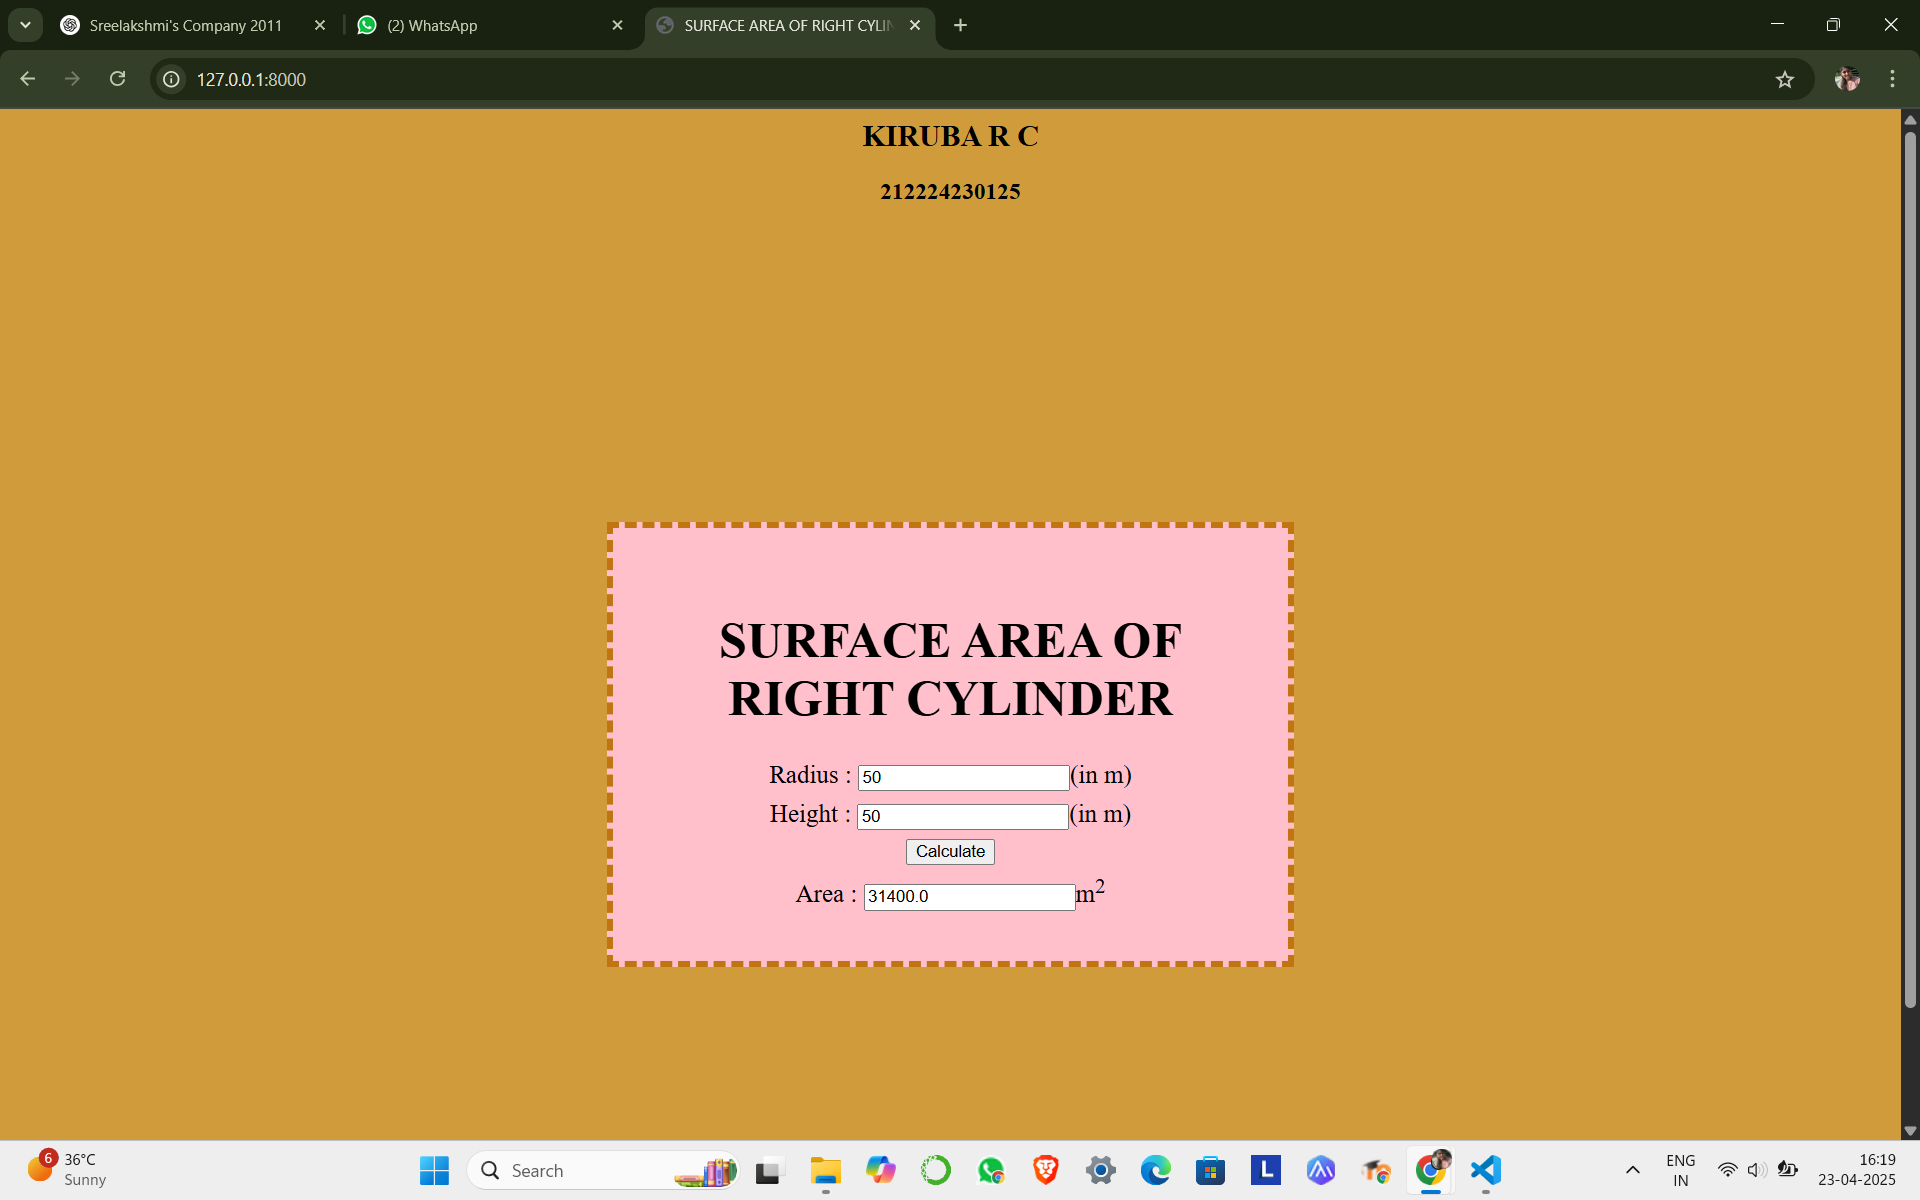 Sreelakshmi's Company 2011
(2) WhatsApp
SURFACE AREA OF RIGHT CYLIN
127.0.0.1:8000
KIRUBA R C
212224230125
SURFACE AREA OF
RIGHT CYLINDER
Radius : 50 (in m)
Height : 50 (in m)
Calculate
Area : 31400.0 m²
6
36°C
Sunny
Search
L
ENG
IN
16:19
23-04-2025